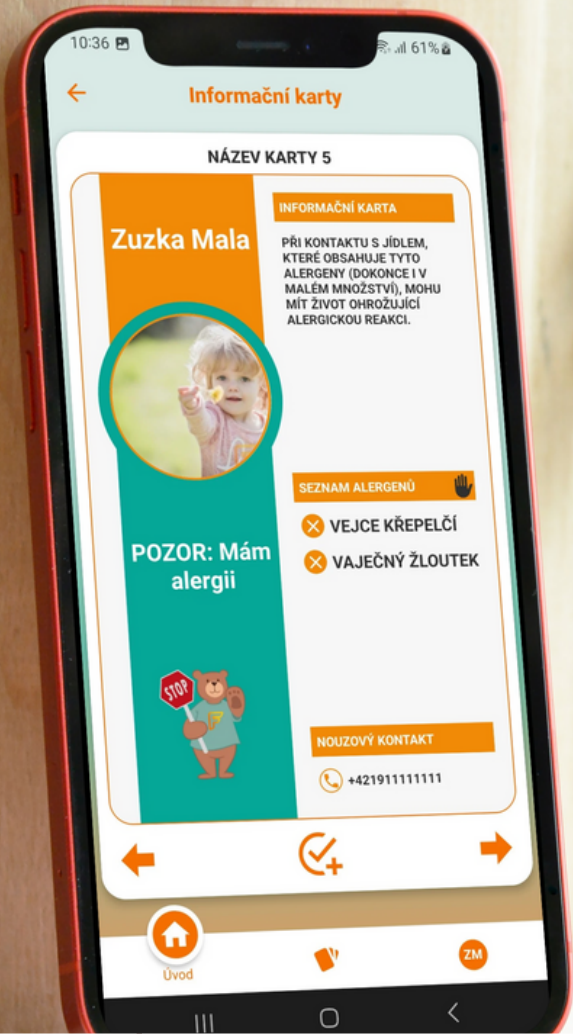 10:36
61%
Informační karty
NÁZEV KARTY 5
Zuzka Mala
INFORMAČNÍ KARTA
PŘI KONTAKTU S JÍDLEM,
KTERÉ OBSAHUJE TYTO
ALERGENY (DOKONCE I V
MALÉM MNOŽSTVÍ), MOHU
MÍT ŽIVOT OHROŽUJÍCÍ
ALERGICKOU REAKCI.
SEZNAM ALERGENŮ
VEJCE KŘEPELČÍ
VAJEČNÝ ŽLOUTEK
POZOR: Mám
alergii
STOP
NOUZOVÝ KONTAKT
+421911111111
Úvod
ZM